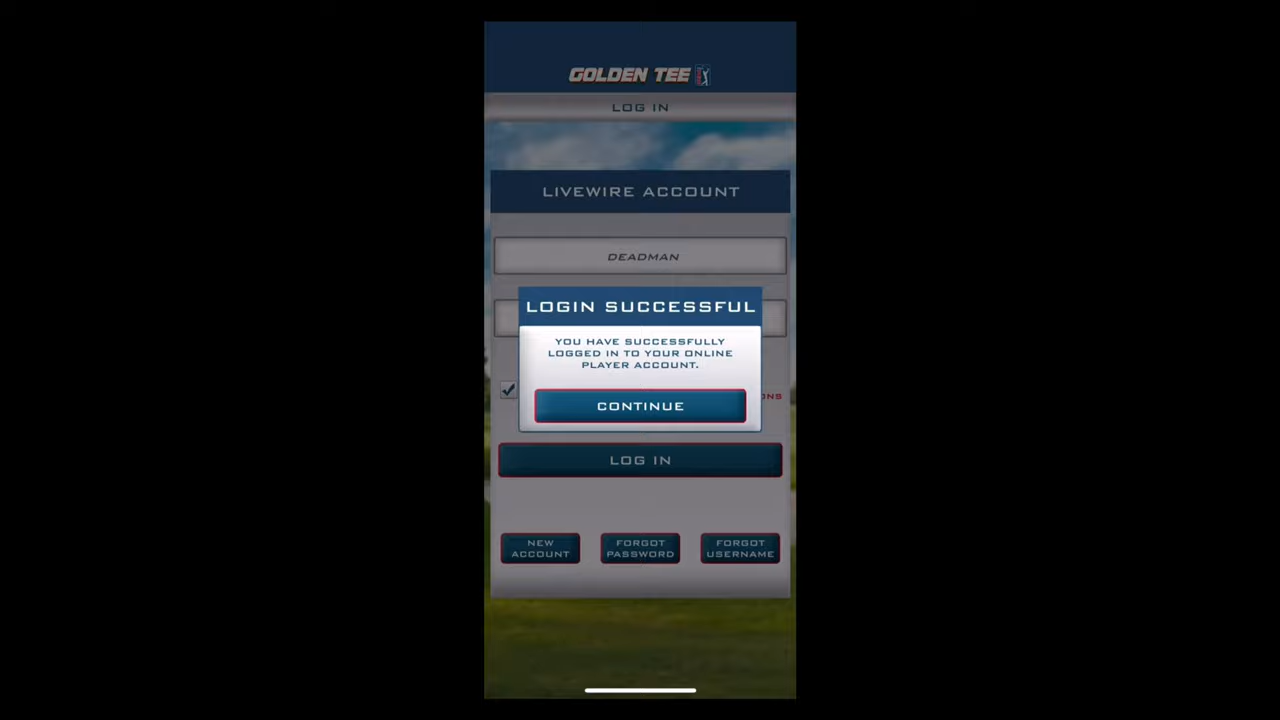 GOLDEN TEE
LOG IN
LIVEWIRE ACCOUNT
DEADMAN
LOGIN SUCCESSFUL
YOU HAVE SUCCESSFULLY
LOGGED IN TO YOUR ONLINE
PLAYER ACCOUNT.
CONTINUE
LOG IN
NEW
ACCOUNT
FORGOT
PASSWORD
FORGOT
USERNAME